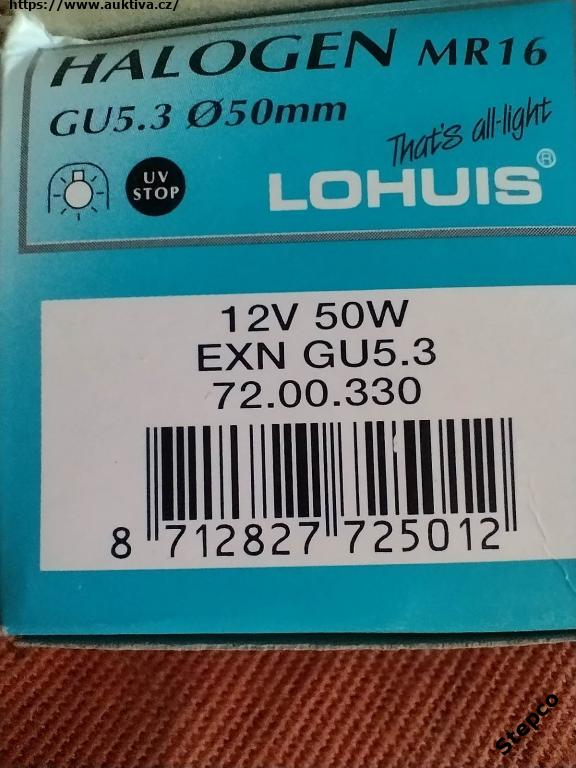 https://www.auktiva.cz/
HALOGEN MR16
GU5.3 Ø50mm
That's all-light
UV
STOP
LOHUIS®
12V 50W
EXN GU5.3
72.00.330
8 712827 725012
Stepco